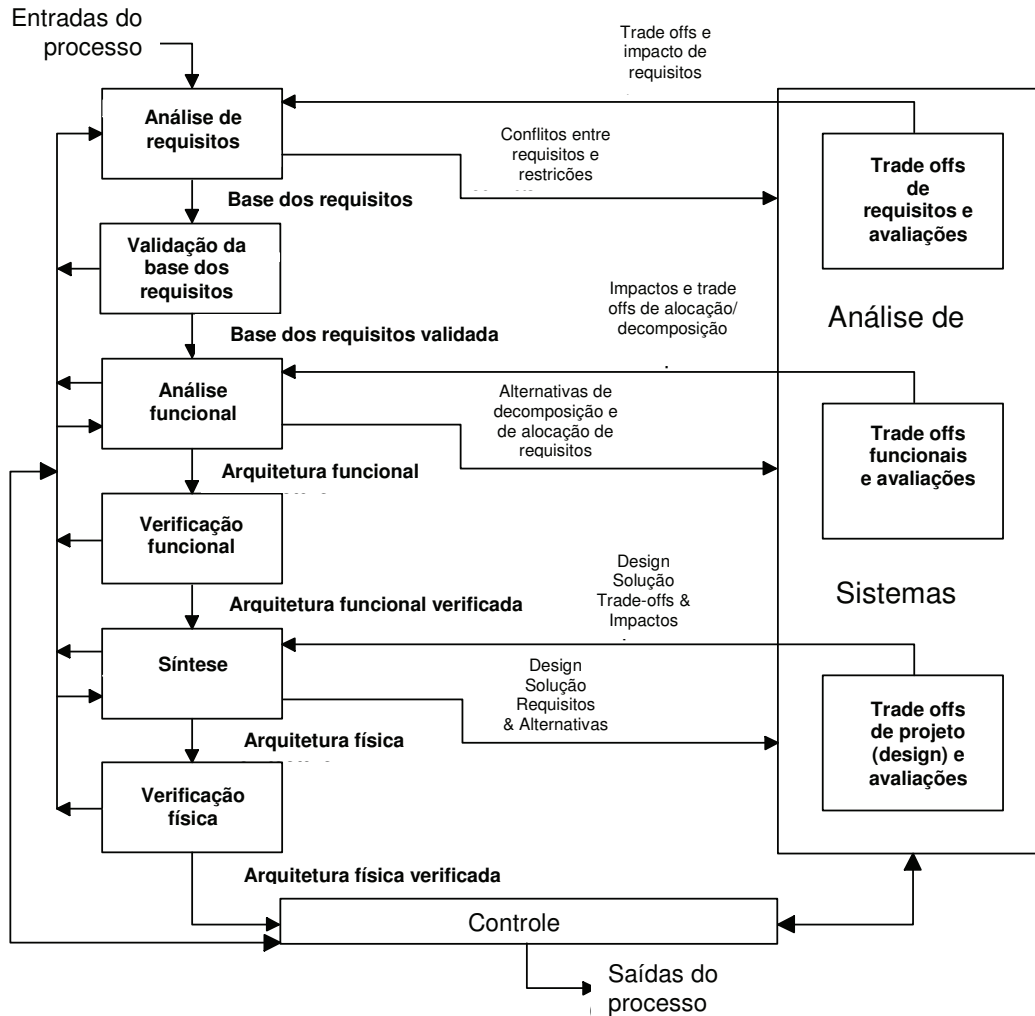 Entradas do
processo
Trade offs e
impacto de
requisitos
Análise de
requisitos
Conflitos entre
requisitos e
restrições
Trade offs
de
requisitos e
avaliações
Base dos requisitos
Validação da
base dos
requisitos
Impactos e trade
offs de alocação/
decomposição
Análise de
Base dos requisitos validada
Análise
funcional
Alternativas de
decomposição e
de alocação de
requisitos
Trade offs
funcionais
e avaliações
Arquitetura funcional
Verificação
funcional
Design
Solução
Trade-offs &
Impactos
Sistemas
Arquitetura funcional verificada
Síntese
Design
Solução
Requisitos
& Alternativas
Trade offs
de projeto
(design) e
avaliações
Arquitetura física
Verificação
física
Arquitetura física verificada
Controle
Saídas do
processo